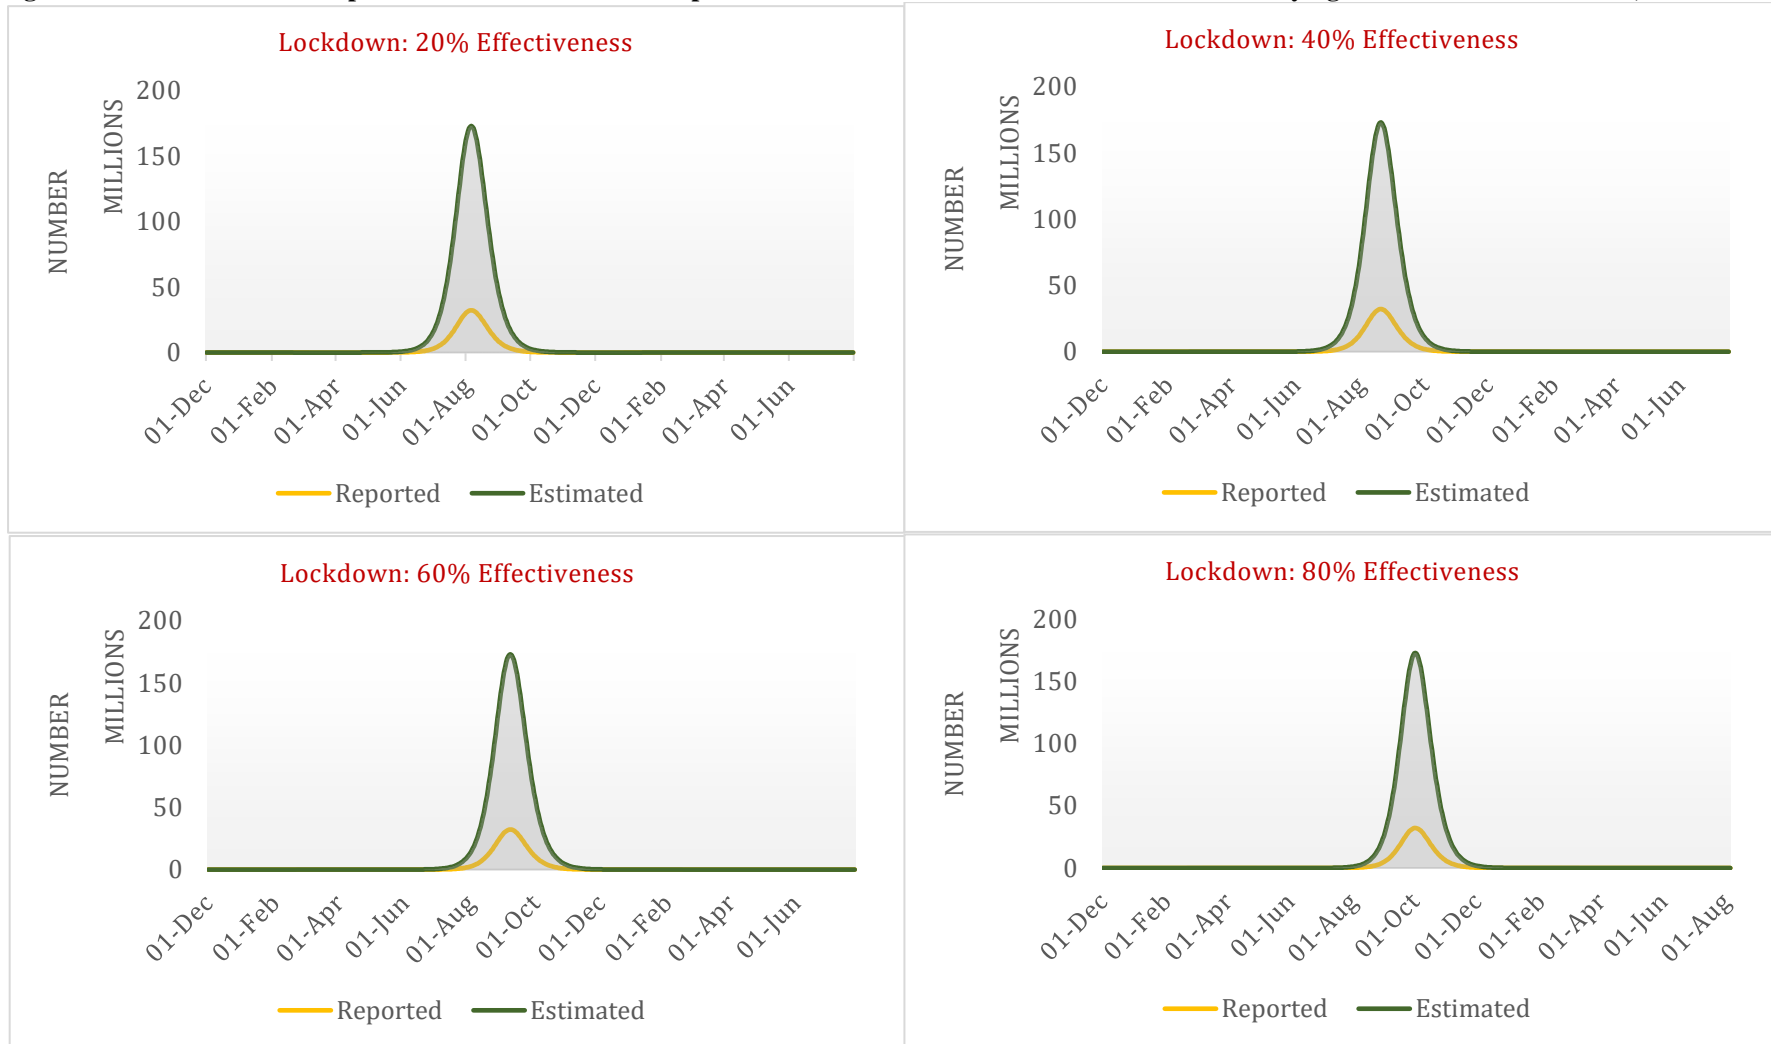 Lockdown: 20% Effectiveness
NUMBER
MILLIONS
200
150
100
50
0
01-Dec
01-Feb
01-Apr
01-Jun
01-Aug
01-Oct
01-Dec
01-Feb
01-Apr
01-Jun
Reported Estimated
Lockdown: 40% Effectiveness
NUMBER
MILLIONS
200
150
100
50
0
01-Dec
01-Feb
01-Apr
01-Jun
01-Aug
01-Oct
01-Dec
01-Feb
01-Apr
01-Jun
Reported Estimated
Lockdown: 60% Effectiveness
NUMBER
MILLIONS
200
150
100
50
0
01-Dec
01-Feb
01-Apr
01-Jun
01-Aug
01-Oct
01-Dec
01-Feb
01-Apr
01-Jun
Reported Estimated
Lockdown: 80% Effectiveness
NUMBER
MILLIONS
200
150
100
50
0
01-Dec
01-Feb
01-Apr
01-Jun
01-Aug
01-Oct
01-Dec
01-Feb
01-Apr
01-Jun
01-Aug
Reported Estimated